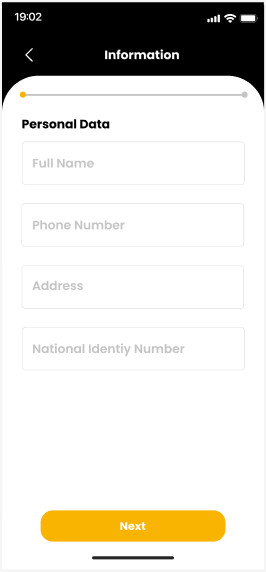 19:02
Information
Personal Data
Full Name
Phone Number
Address
National Identiy Number
Next